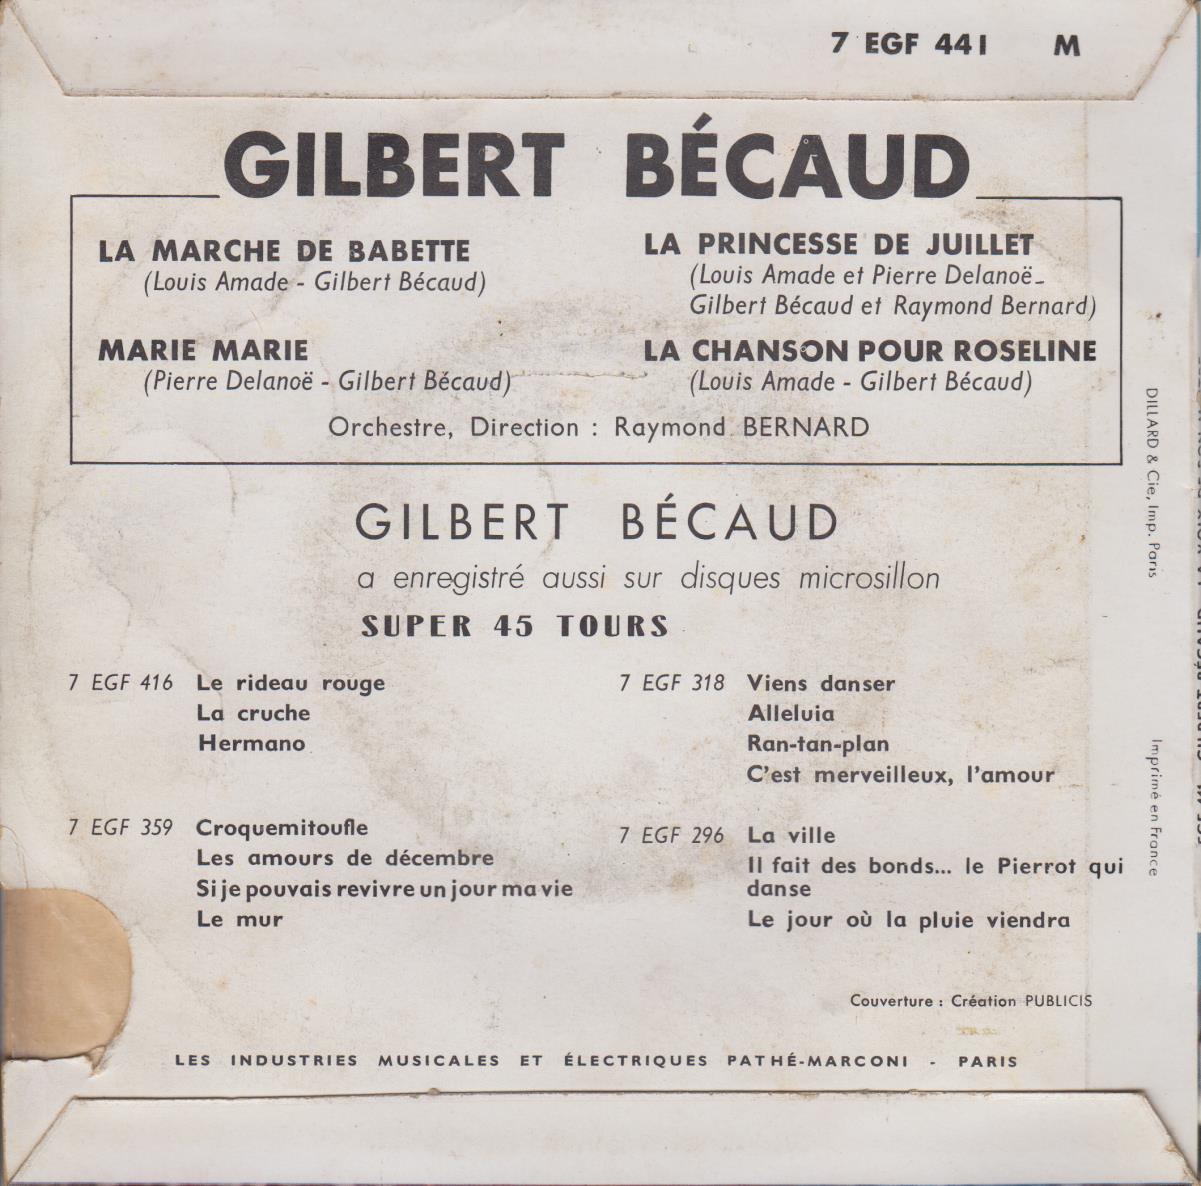 7 EGF 441 M
GILBERT BÉCAUD
LA MARCHE DE BABETTE
(Louis Amade - Gilbert Bécaud)
MARIE MARIE
(Pierre Delanoë - Gilbert Bécaud)
LA PRINCESSE DE JUILLET
(Louis Amade et Pierre Delanoë -
Gilbert Bécaud et Raymond Bernard)
LA CHANSON POUR ROSELINE
(Louis Amade - Gilbert Bécaud)
Orchestre, Direction : Raymond BERNARD
GILBERT BÉCAUD
a enregistré aussi sur disques microsillon
SUPER 45 TOURS
7 EGF 416 Le rideau rouge
La cruche
Hermano
7 EGF 359 Croquemitoufle
Les amours de décembre
Si je pouvais revivre un jour ma vie
Le mur
7 EGF 318 Viens danser
Alleluia
Ran-tan-plan
C'est merveilleux, l'amour
7 EGF 296 La ville
Il fait des bonds... le Pierrot qui
danse
Le jour où la pluie viendra
Couverture : Création PUBLICIS
LES INDUSTRIES MUSICALES ET ÉLECTRIQUES PATHÉ-MARCONI - PARIS
DILLARD & Cie, Imp. Paris
Imprimé en France